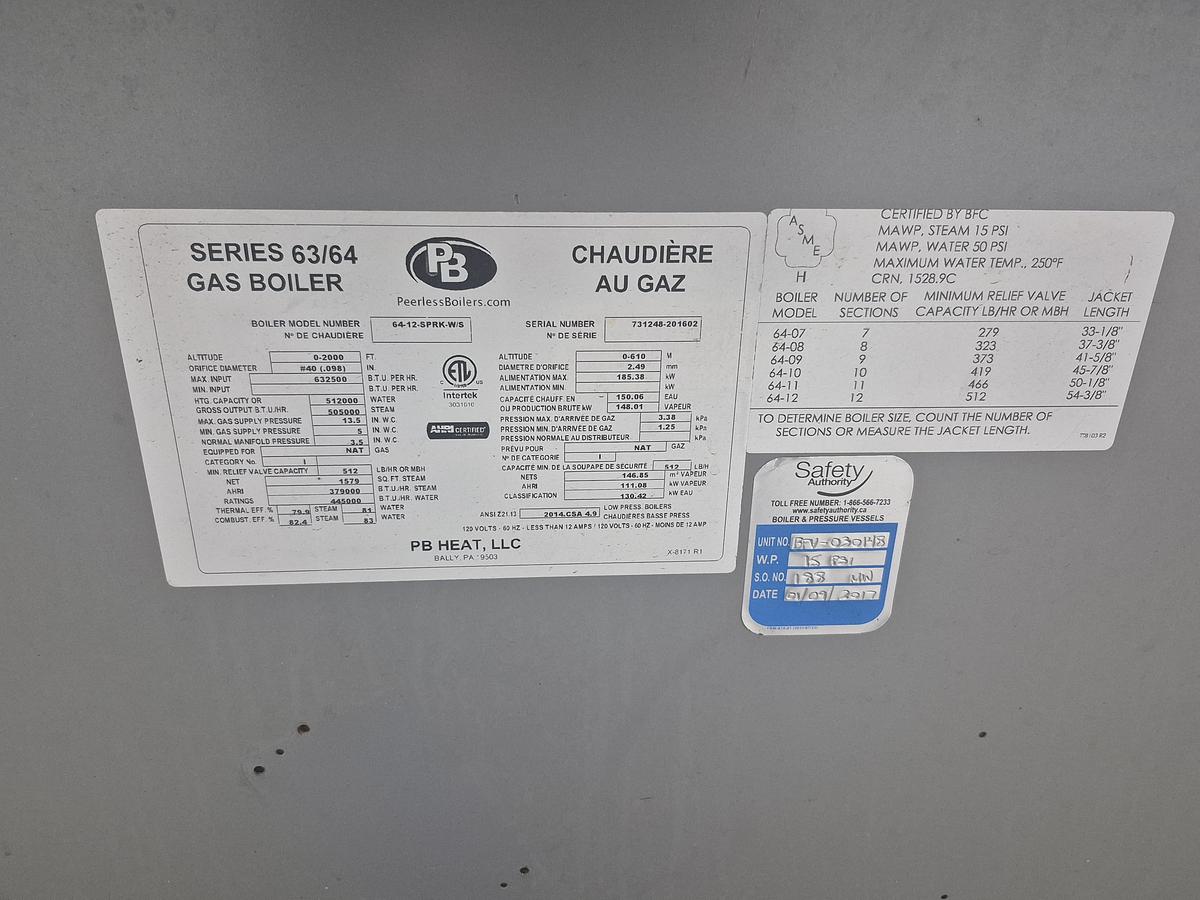 SERIES 63/64
GAS BOILER
PB
PeerlessBoilers.com
CHAUDIÈRE
AU GAZ
BOILER MODEL NUMBER
Nº DE CHAUDIÈRE
64-12-SPRK-W/S
SERIAL NUMBER
Nº DE SÉRIE
731248-201602
ALTITUDE 0-2000 FT.
ORIFICE DIAMETER #40 (.098) IN.
MAX. INPUT 632500 B.T.U. PER HR.
MIN. INPUT B.T.U. PER HR.
HTG. CAPACITY OR 512000 WATER
GROSS OUTPUT B.T.U./HR. 505000 STEAM
MAX. GAS SUPPLY PRESSURE 13.5 IN. W.C.
MIN. GAS SUPPLY PRESSURE 5 IN. W.C.
NORMAL MANIFOLD PRESSURE 3.5 IN. W.C.
EQUIPPED FOR NAT GAS
CATEGORY No. I
MIN. RELIEF VALVE CAPACITY 512 LB/HR OR MBH
NET 1579 SQ.FT. STEAM
AHRI 379000 B.T.U./HR. STEAM
RATINGS 445000 B.T.U./HR. WATER
THERMAL EFF. % 79.9 STEAM 81 WATER
COMBUST. EFF. % 82.4 STEAM 83 WATER
C ETL US
Intertek
3031610
AHRI CERTIFIED
ALTITUDE 0-610 M
DIAMETRE D'ORIFICE 2.49 mm
ALIMENTATION MAX. 185.38 kW
ALIMENTATION MIN. kW
CAPACITÉ CHAUFF. EN 150.06 EAU
OU PRODUCTION BRUTE kW 148.01 VAPEUR
PRESSION MAX. D'ARRIVÉE DE GAZ 3.38 kPa
PRESSION MIN. D'ARRIVÉE DE GAZ 1.25 kPa
PRESSION NORMALE AU DISTRIBUTEUR kPa
PRÉVU POUR NAT GAZ
Nº DE CATEGORIE I
CAPACITÉ MIN. DE LA SOUPAPE DE SÉCURITÉ 512 LB/H
NETS 146.85 m² VAPEUR
AHRI 111.08 kW VAPEUR
CLASSIFICATION 130.42 kW EAU
ANSI Z21.13 2014.CSA 4.9 LOW PRESS. BOILERS
CHAUDIÈRES BASSE PRESS
120 VOLTS - 60 HZ - LESS THAN 12 AMPS / 120 VOLTS - 60 HZ - MOINS DE 12 AMP
PB HEAT, LLC
BALLY, PA 19503
X-8171 R1
ASME
H
CERTIFIED BY BFC
MAWP, STEAM 15 PSI
MAWP, WATER 50 PSI
MAXIMUM WATER TEMP., 250°F
CRN, 1528.9C
BOILER MODEL NUMBER OF SECTIONS MINIMUM RELIEF VALVE CAPACITY LB/HR OR MBH JACKET LENGTH
64-07 7 279 33-1/8"
64-08 8 323 37-3/8"
64-09 9 373 41-5/8"
64-10 10 419 45-7/8"
64-11 11 466 50-1/8"
64-12 12 512 54-3/8"
TO DETERMINE BOILER SIZE, COUNT THE NUMBER OF
SECTIONS OR MEASURE THE JACKET LENGTH.
Safety
Authority
TOLL FREE NUMBER: 1-866-566-7233
www.safetyauthority.ca
BOILER & PRESSURE VESSELS
UNIT NO. BFV-030148
W.P. 15 PSI
S.O. NO. 188 MN
DATE 01/09/2017